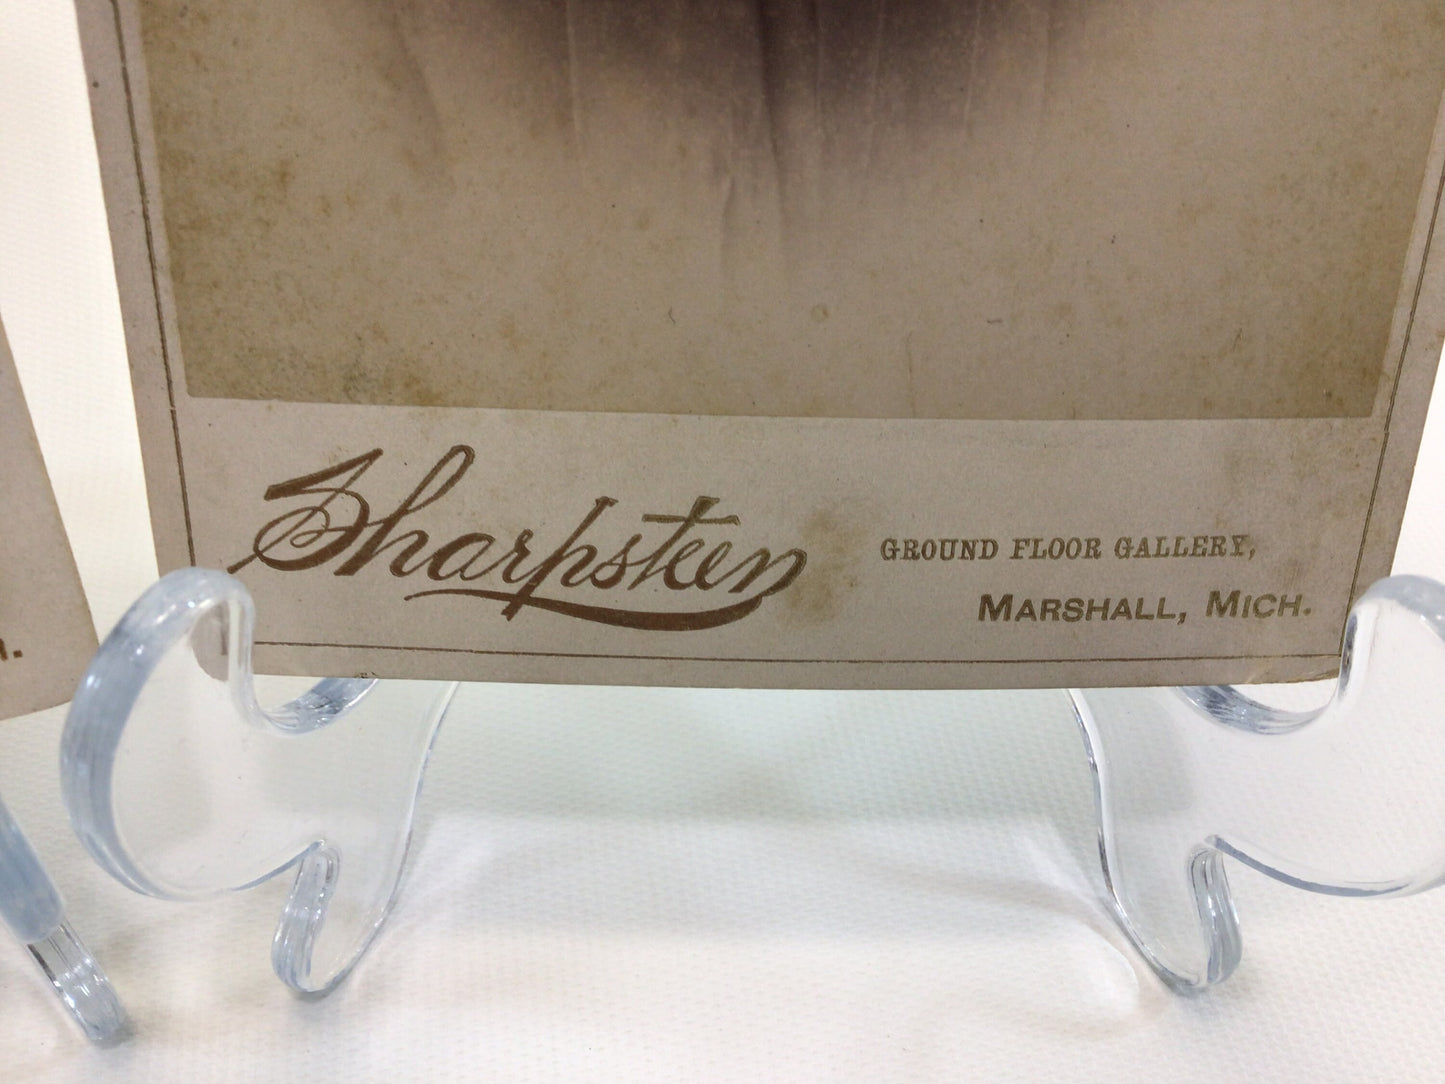 Sharpsteen
GROUND FLOOR GALLERY,
MARSHALL, MICH.